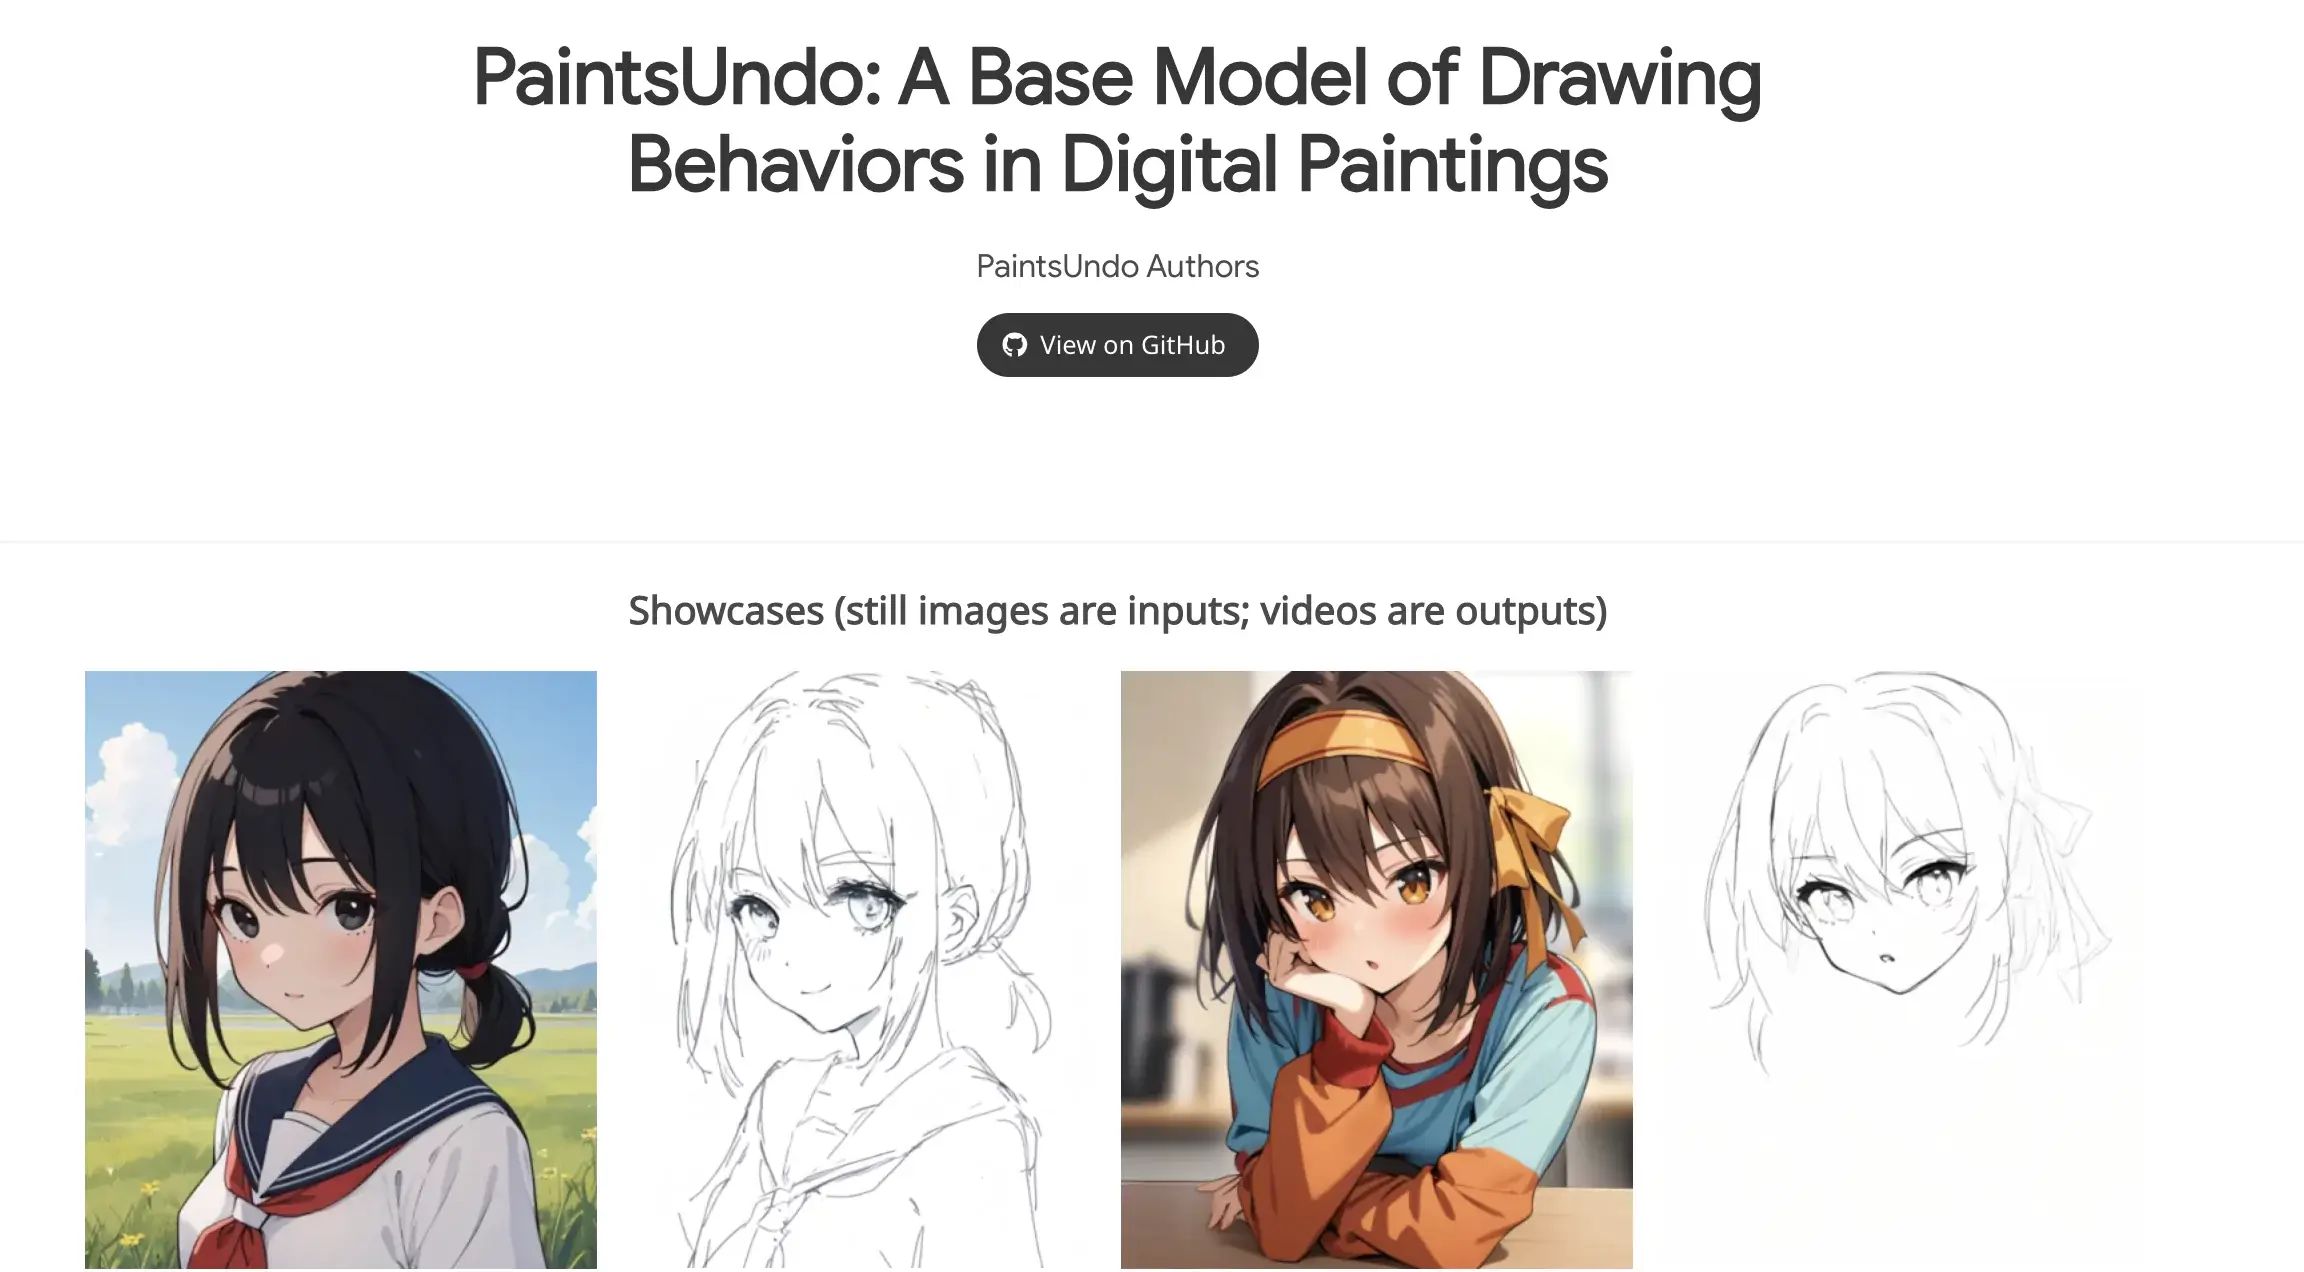 PaintsUndo: A Base Model of Drawing
Behaviors in Digital Paintings
PaintsUndo Authors
View on GitHub
Showcases (still images are inputs; videos are outputs)